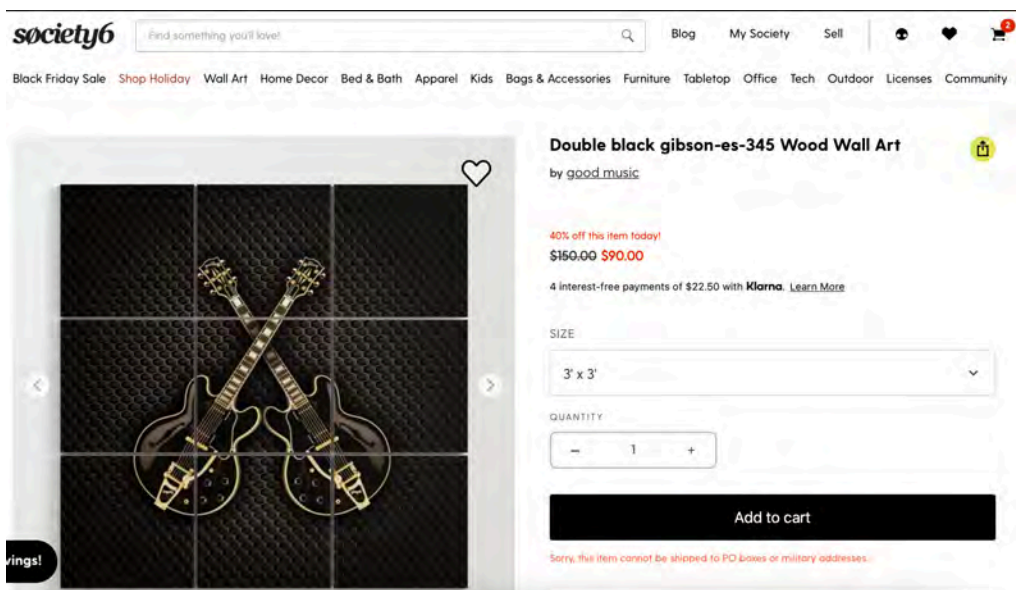 søciety6
Find something you'll love!
Blog My Society Sell
2
Black Friday Sale Shop Holiday Wall Art Home Decor Bed & Bath Apparel Kids Bags & Accessories Furniture Tabletop Office Tech Outdoor Licenses Community
Double black gibson-es-345 Wood Wall Art
by good music
40% off this item today!
$150.00 $90.00
4 interest-free payments of $22.50 with Klarna. Learn More
SIZE
3' x 3'
QUANTITY
− 1 +
Add to cart
Sorry, this item cannot be shipped to PO boxes or military addresses.
vings!